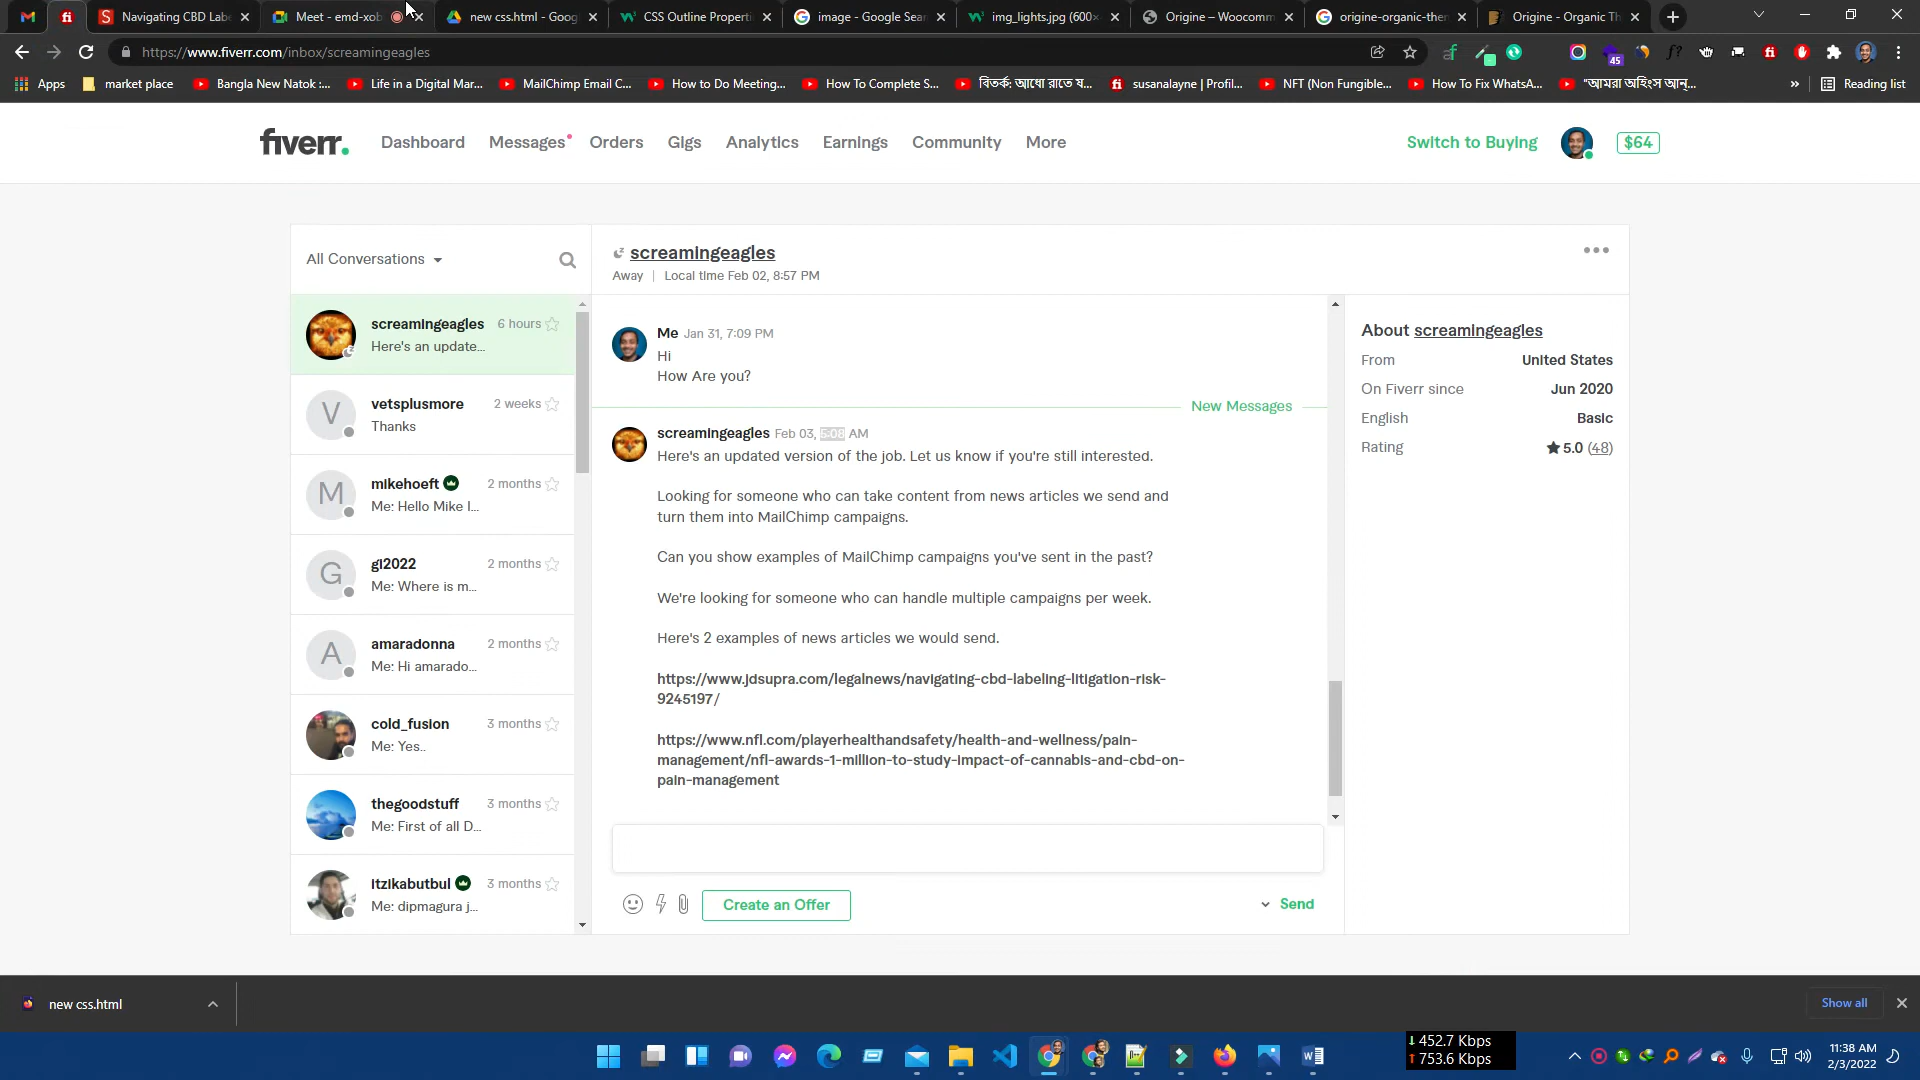 Navigating CBD Labe
Meet - emd-xob
new css.html - Goog
CSS Outline Properti
image - Google Sear
img_lights.jpg (600×
Origine – Woocomm
origine-organic-then
Origine - Organic Th
https://www.fiverr.com/inbox/screamingeagles
45
Apps
market place
Bangla New Natok :...
Life in a Digital Mar...
MailChimp Email C...
How to Do Meeting...
How To Complete S...
বিতর্ক: আধো রাতে য...
susanalayne | Profil...
NFT (Non Fungible...
How To Fix WhatsA...
"আমরা অহিংস আন্...
»
Reading list
fiverr.
Dashboard
Messages
Orders
Gigs
Analytics
Earnings
Community
More
Switch to Buying
$64
All Conversations
screamingeagles
6 hours
Here's an update...
V
vetsplusmore
2 weeks
Thanks
M
mikehoeft
2 months
Me: Hello Mike I...
G
gl2022
2 months
Me: Where is m...
A
amaradonna
2 months
Me: Hi amarado...
cold_fusion
3 months
Me: Yes..
thegoodstuff
3 months
Me: First of all D...
itzikabutbul
3 months
Me: dipmagura j...
screamingeagles
Away | Local time Feb 02, 8:57 PM
Me Jan 31, 7:09 PM
Hi
How Are you?
New Messages
screamingeagles Feb 03, 5:08 AM
Here's an updated version of the job. Let us know if you're still interested.
Looking for someone who can take content from news articles we send and
turn them into MailChimp campaigns.
Can you show examples of MailChimp campaigns you've sent in the past?
We're looking for someone who can handle multiple campaigns per week.
Here's 2 examples of news articles we would send.
https://www.jdsupra.com/legalnews/navigating-cbd-labeling-litigation-risk-
9245197/
https://www.nfl.com/playerhealthandsafety/health-and-wellness/pain-
management/nfl-awards-1-million-to-study-impact-of-cannabis-and-cbd-on-
pain-management
Create an Offer
Send
About screamingeagles
From United States
On Fiverr since Jun 2020
English Basic
Rating 5.0 (48)
new css.html
Show all
452.7 Kbps
753.6 Kbps
11:38 AM
2/3/2022